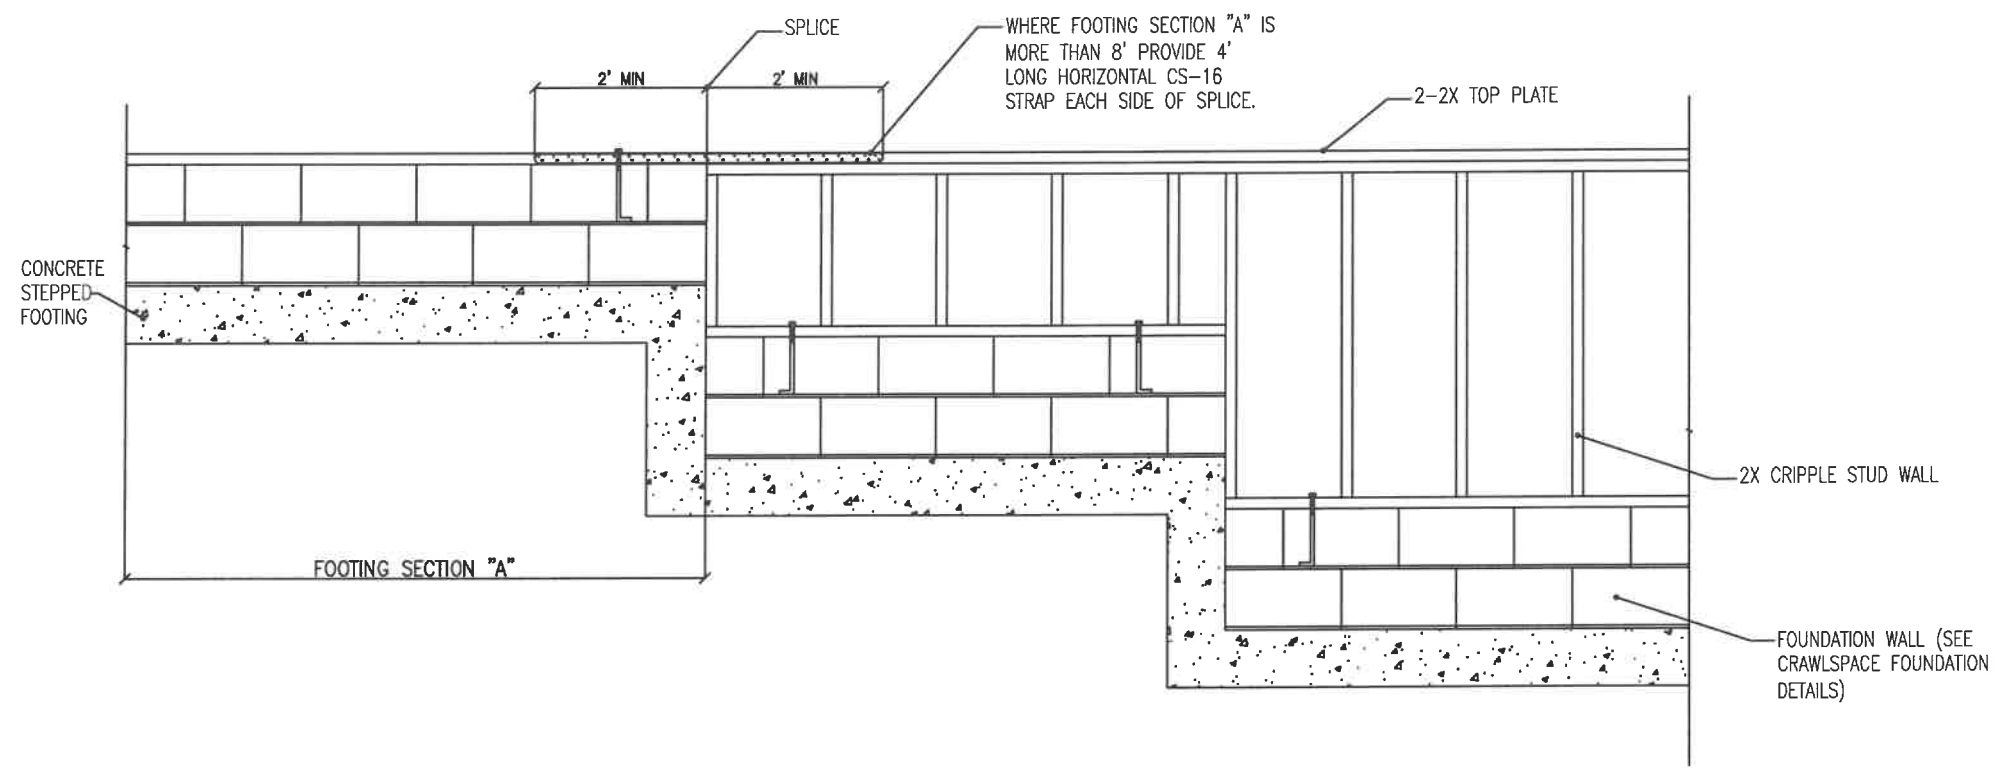 SPLICE
WHERE FOOTING SECTION "A" IS
MORE THAN 8' PROVIDE 4'
LONG HORIZONTAL CS-16
STRAP EACH SIDE OF SPLICE.
2' MIN
2' MIN
2-2X TOP PLATE
CONCRETE
STEPPED
FOOTING
2X CRIPPLE STUD WALL
FOOTING SECTION "A"
FOUNDATION WALL (SEE
CRAWLSPACE FOUNDATION
DETAILS)